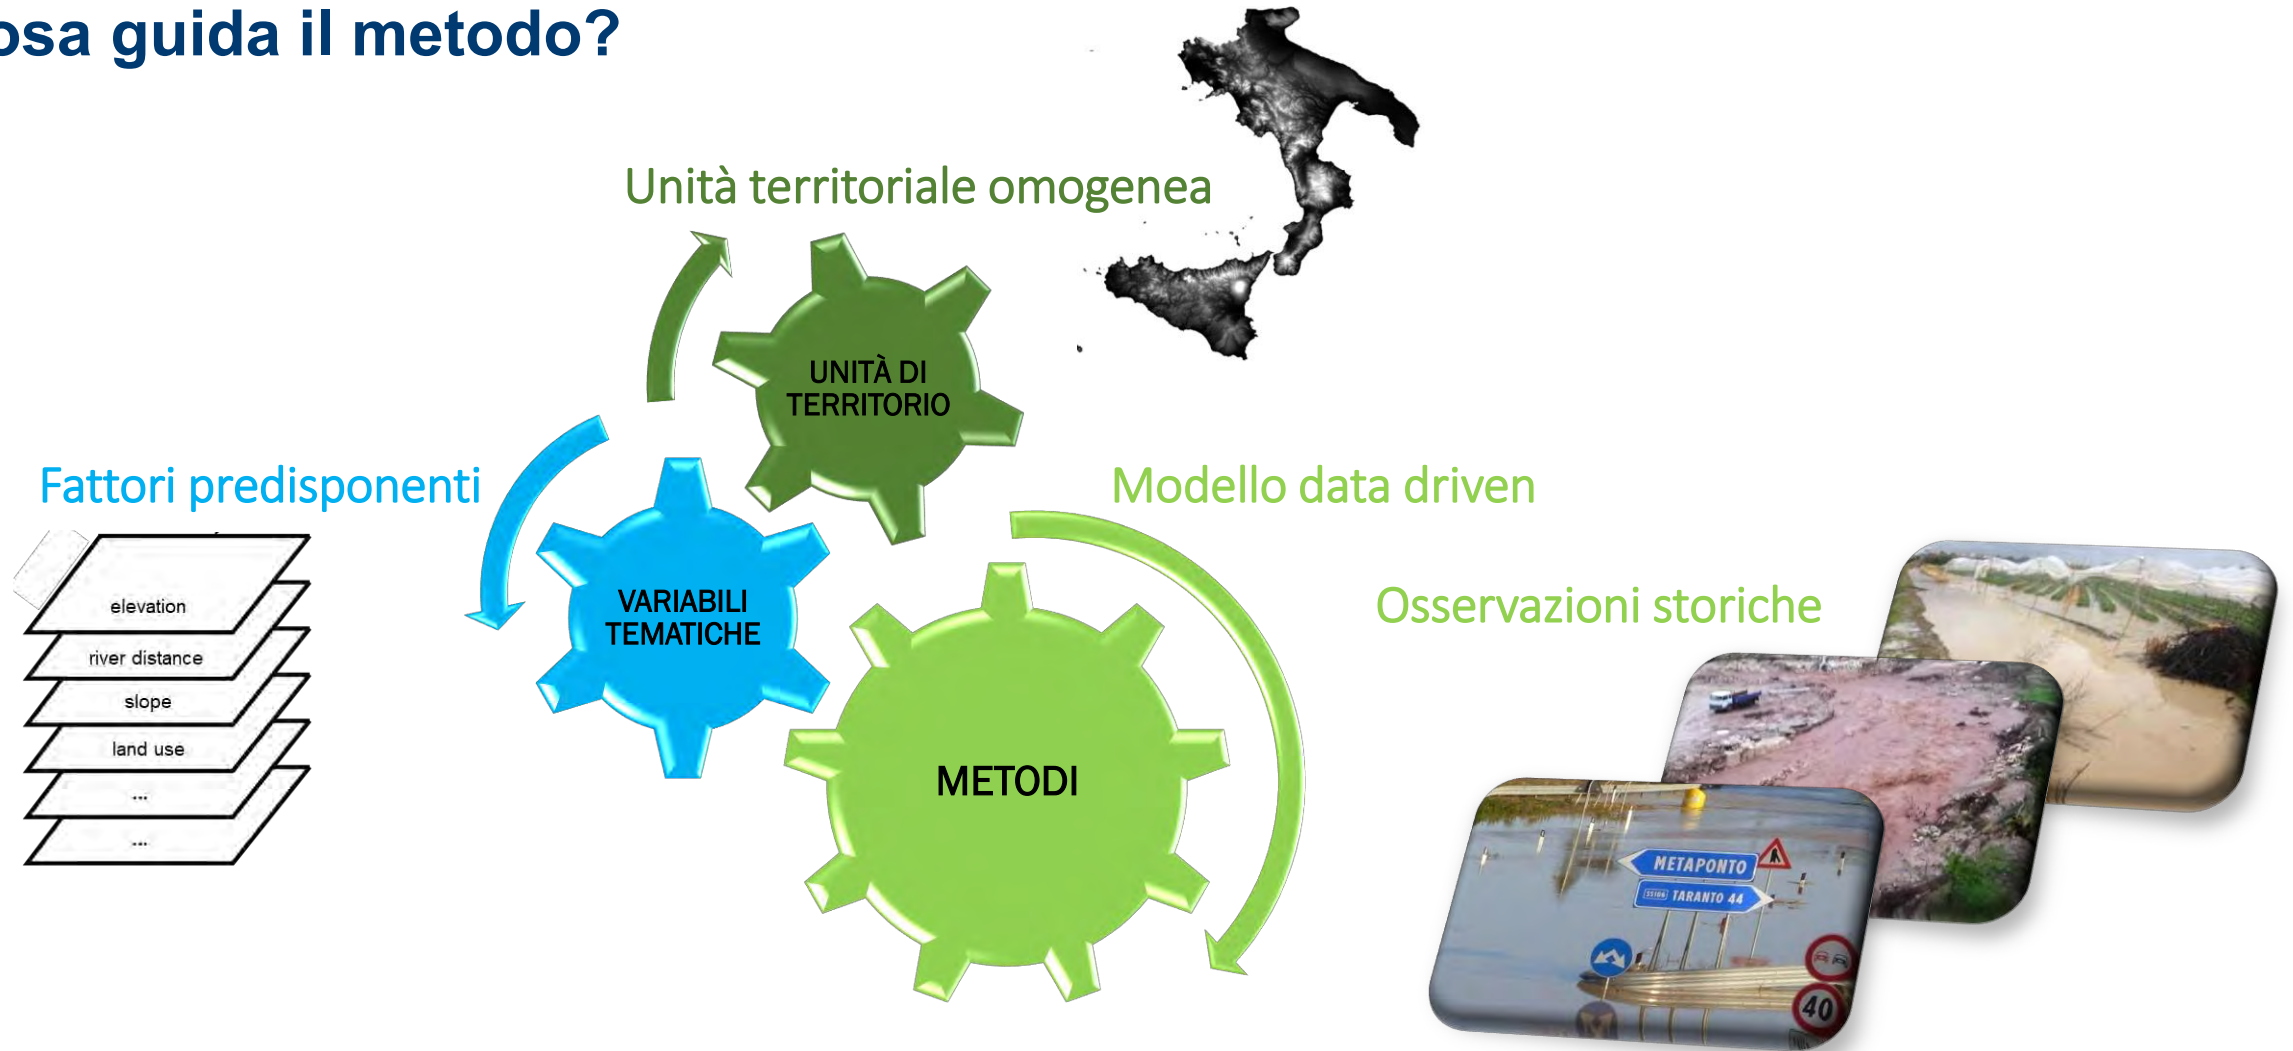 osa guida il metodo?
Unità territoriale omogenea
UNITÀ DI
TERRITORIO
Fattori predisponenti
Modello data driven
VARIABILI
TEMATICHE
elevation
river distance
slope
land use
...
...
Osservazioni storiche
METODI
METAPONTO
SS106 TARANTO 44
40